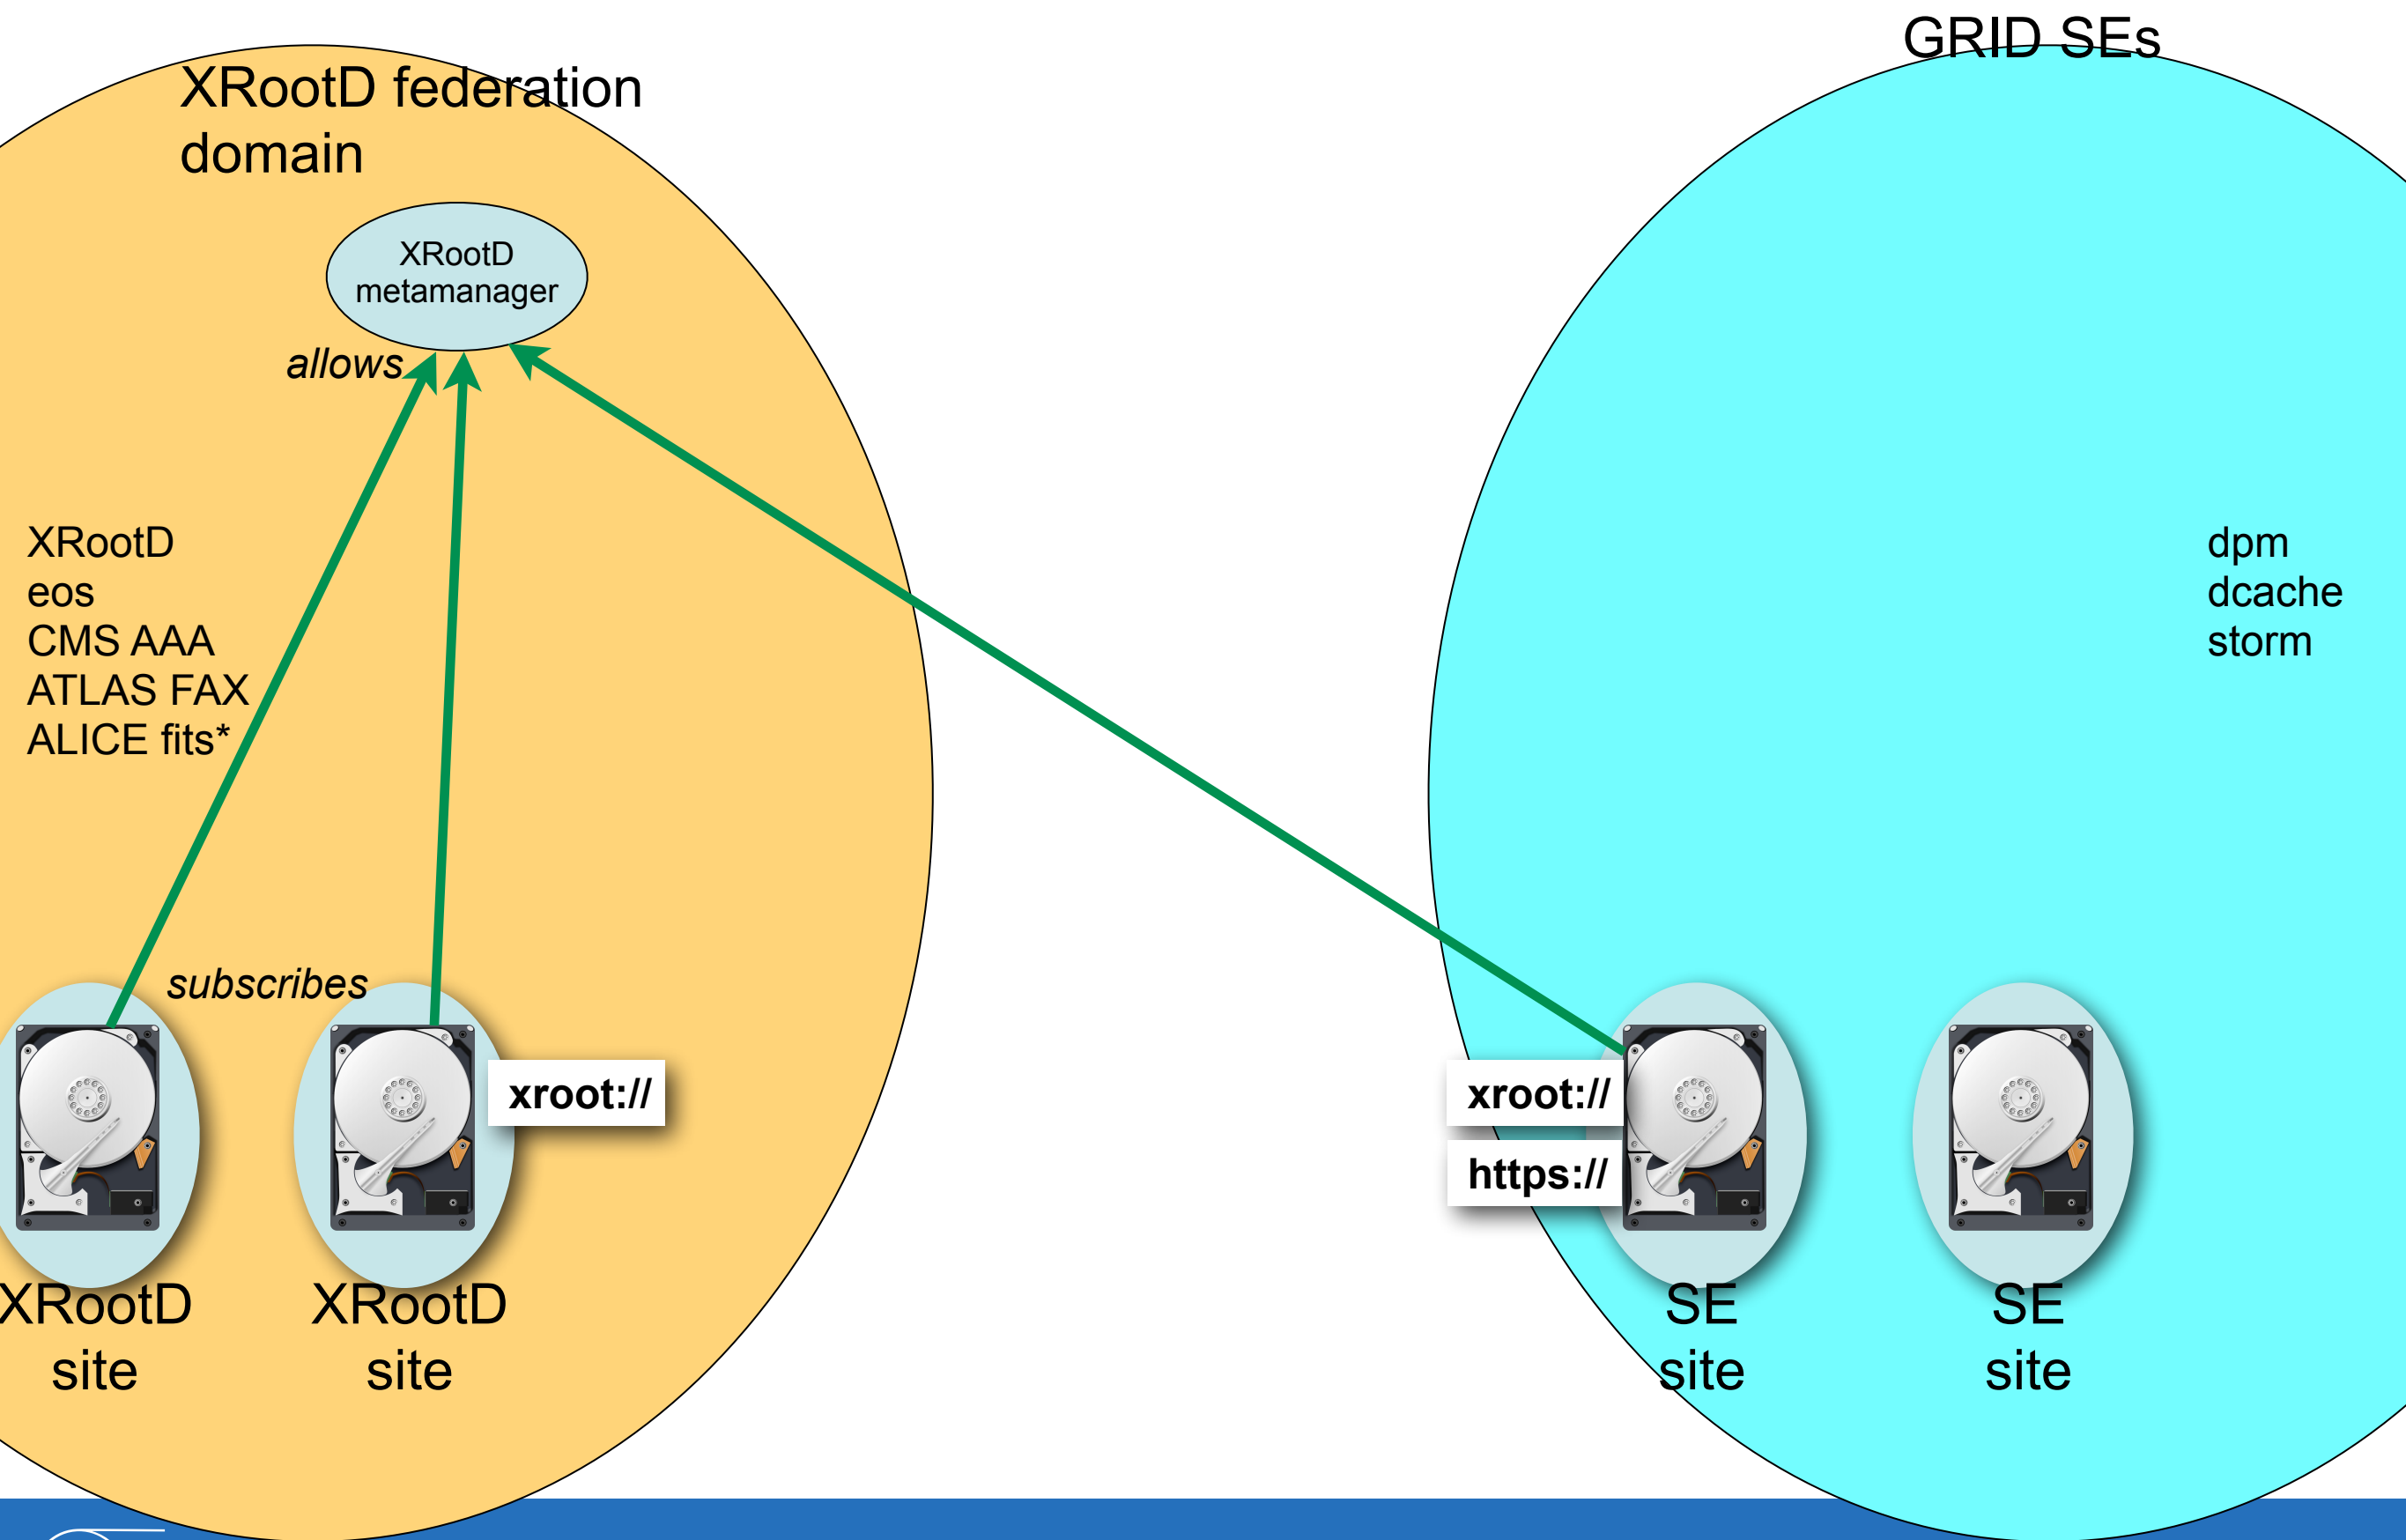 GRID SEs
XRootD federation
domain
XRootD
metamanager
allows
XRootD
eos
CMS AAA
ATLAS FAX
ALICE fits*
dpm
dcache
storm
subscribes
xroot://
xroot://
https://
XRootD
site
XRootD
site
SE
site
SE
site